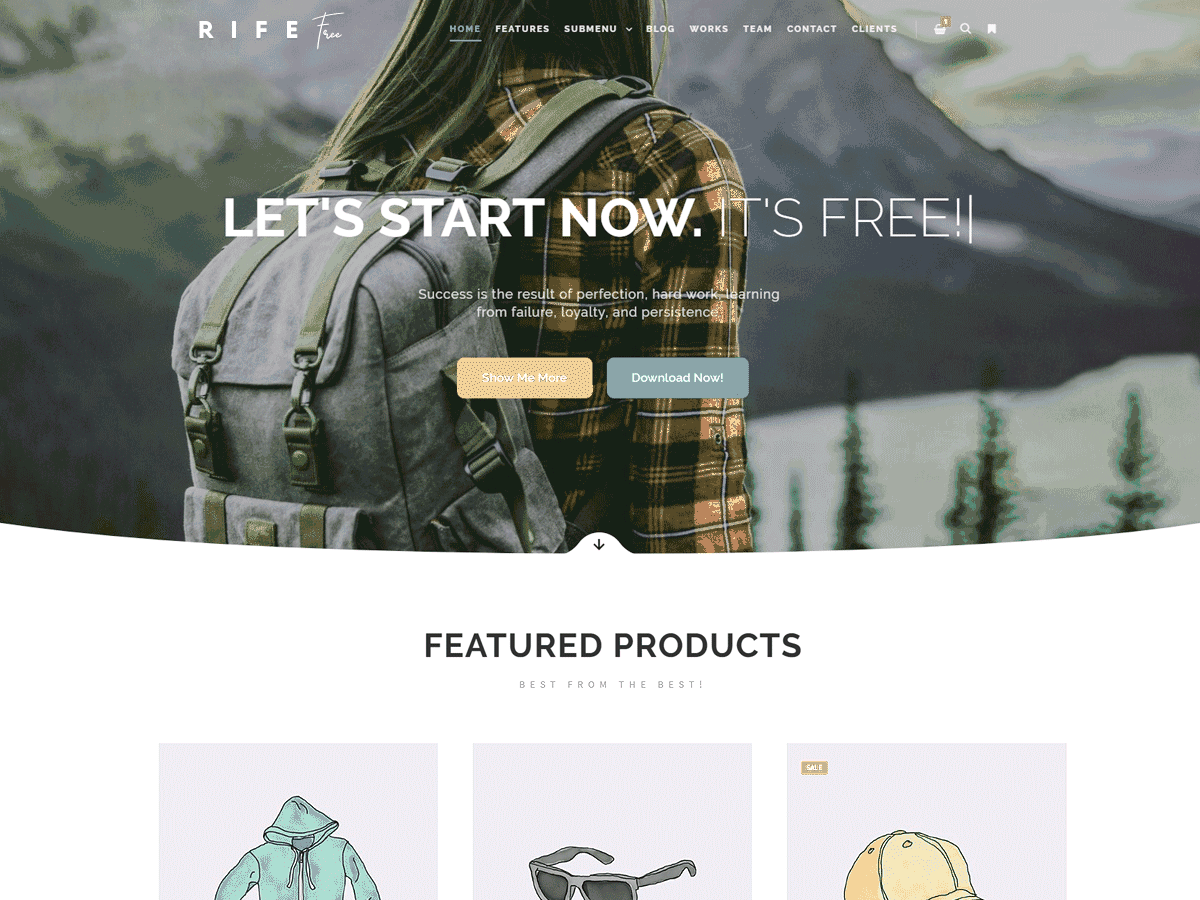 RIFE Free
HOME FEATURES SUBMENU BLOG WORKS TEAM CONTACT CLIENTS
LET'S START NOW. IT'S FREE!|
Success is the result of perfection, hard work, learning
from failure, loyalty, and persistence.
Show Me More Download Now!
FEATURED PRODUCTS
BEST FROM THE BEST!
SALE